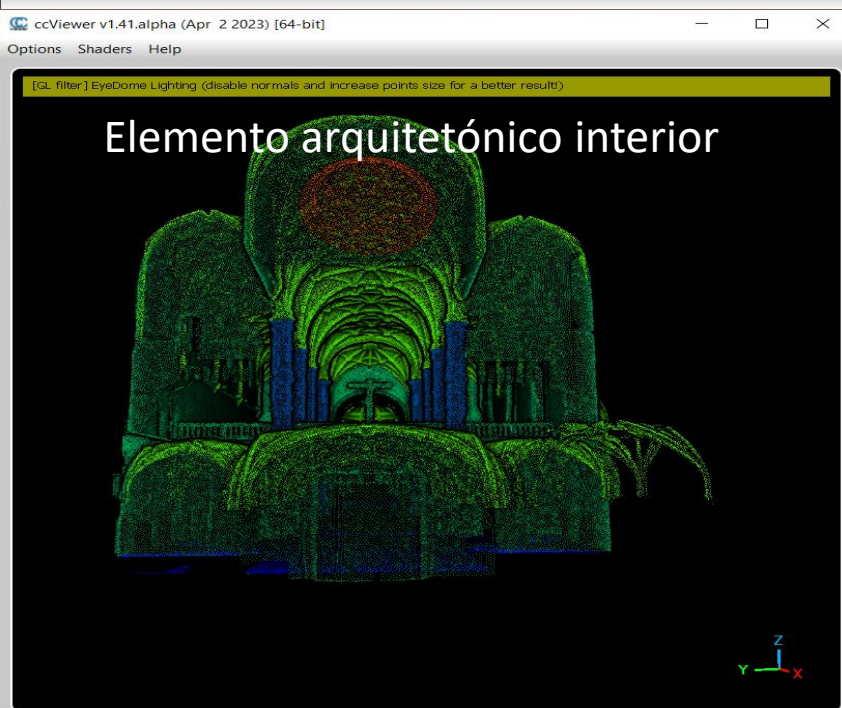 ccViewer v1.41.alpha (Apr 2 2023) [64-bit]
Options Shaders Help
[GL filter] EyeDome Lighting (disable normals and increase points size for a better result!)
Elemento arquitetónico interior
Z
Y X